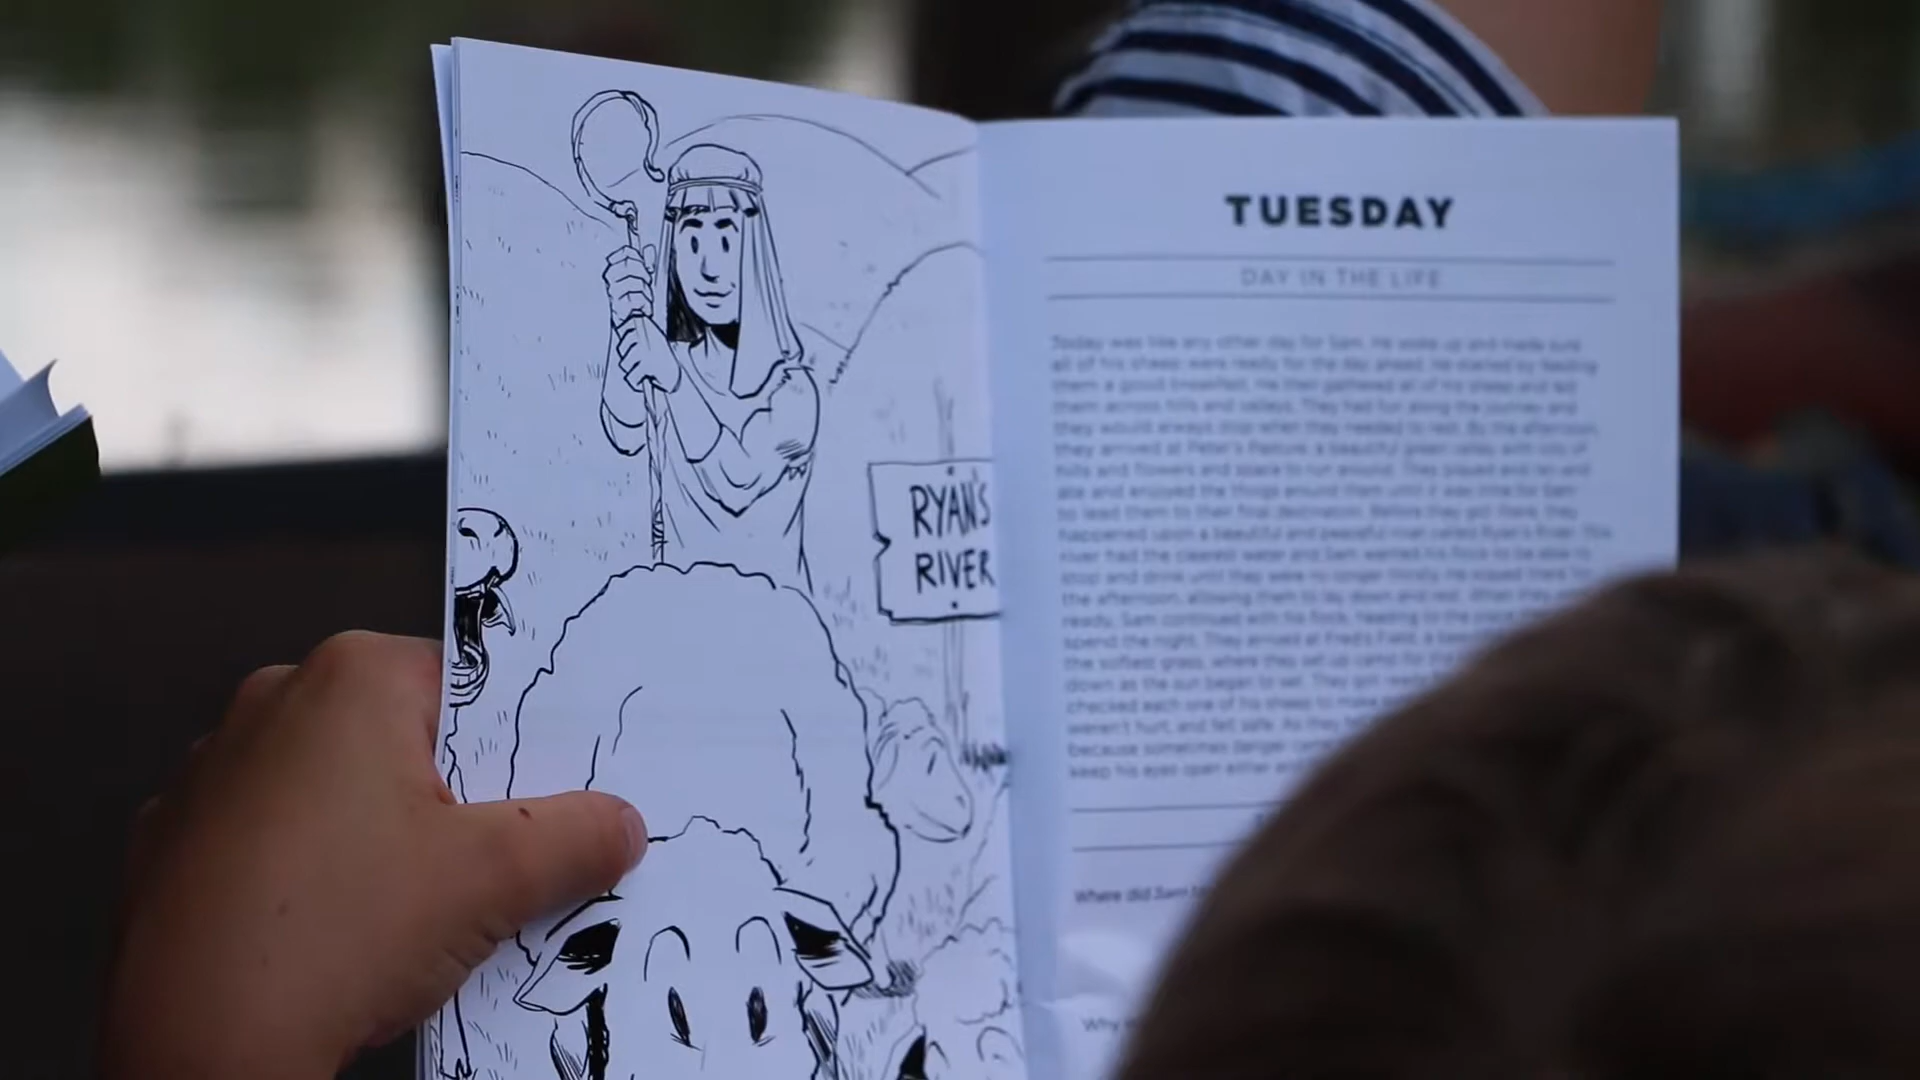 RYAN'S
RIVER
TUESDAY
DAY IN THE LIFE
Today was like any other day for Sam. He woke up and made sure
all of his sheep were ready for the day ahead. He started by feeding
them a good breakfast. He then gathered all of his sheep and led
them across hills and valleys. They had fun along the journey and
they would always stop when they needed to rest. By the afternoon,
they arrived at Peter's Pasture, a beautiful green valley with lots of
hills and flowers and space to run around. They played and ran and
ate and enjoyed the things around them until it was time for Sam
to lead them to their final destination. Before they got there, they
happened upon a beautiful and peaceful river called Ryan's River. This
river had the clearest water and Sam wanted his flock to be able to
stop and drink until they were no longer thirsty. He stayed there for
the afternoon, allowing them to lay down and rest. When they
ready, Sam continued with his flock, heading to the place
spend the night. They arrived at Fred's Field, a
the softest grass, where they set up camp for the
down as the sun began to set. They got ready
checked each one of his sheep to make
weren't hurt, and felt safe. As they
because sometimes danger
keep his eyes open
Where did Sam
Why